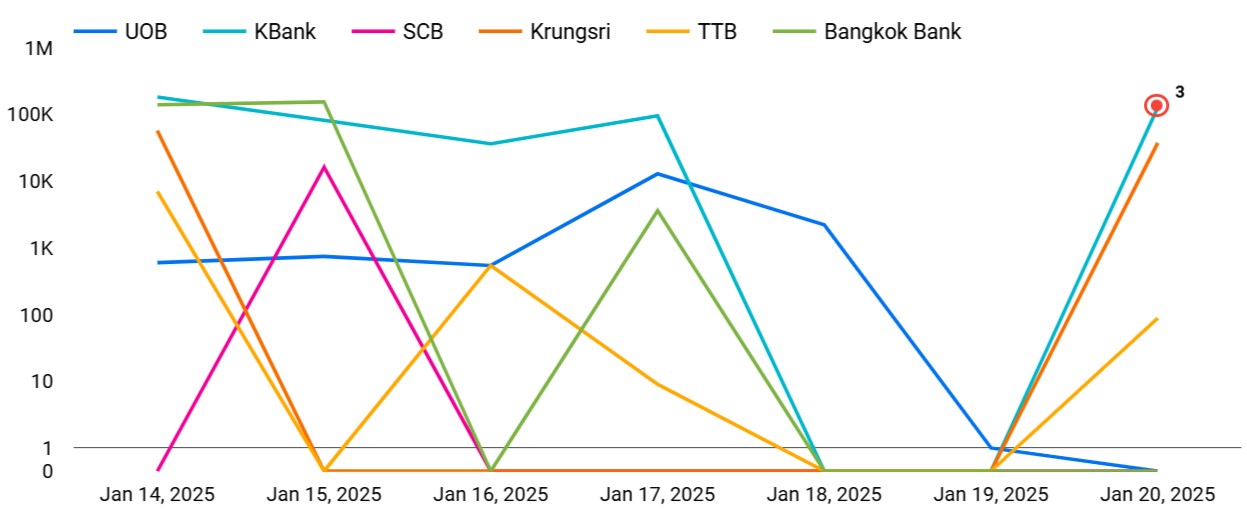 UOB KBank SCB Krungsri TTB Bangkok Bank
1M
3
100K
10K
1K
100
10
1
0
Jan 14, 2025 Jan 15, 2025 Jan 16, 2025 Jan 17, 2025 Jan 18, 2025 Jan 19, 2025 Jan 20, 2025